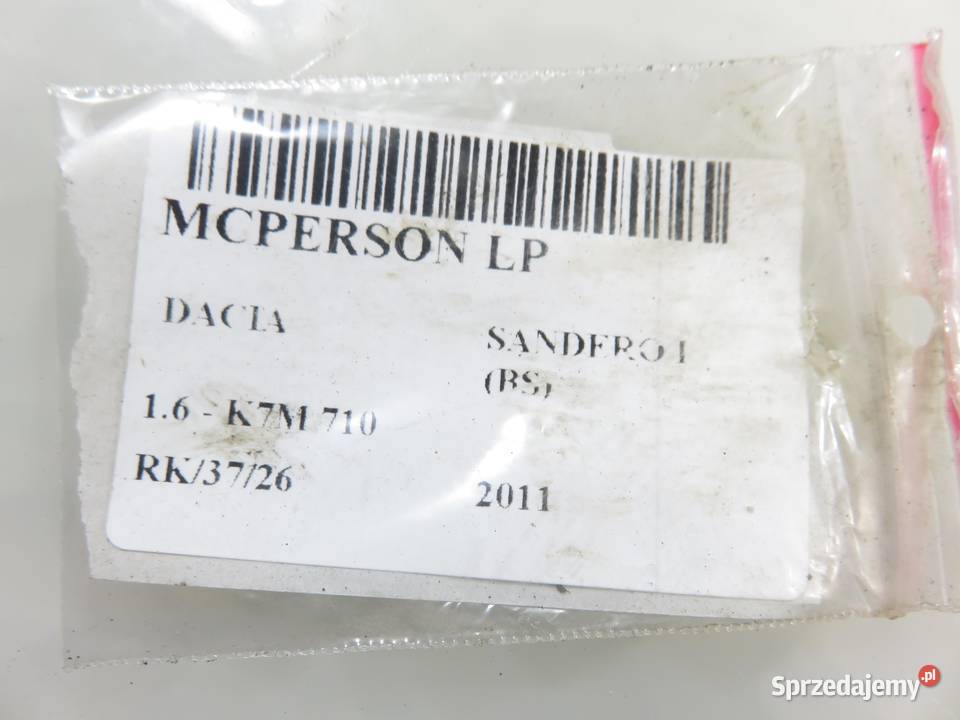 MCPERSON LP
DACIA
SANDERO I
(BS)
1.6 - K7M 710
RK/37/26
2011
Sprzedajemy.pl